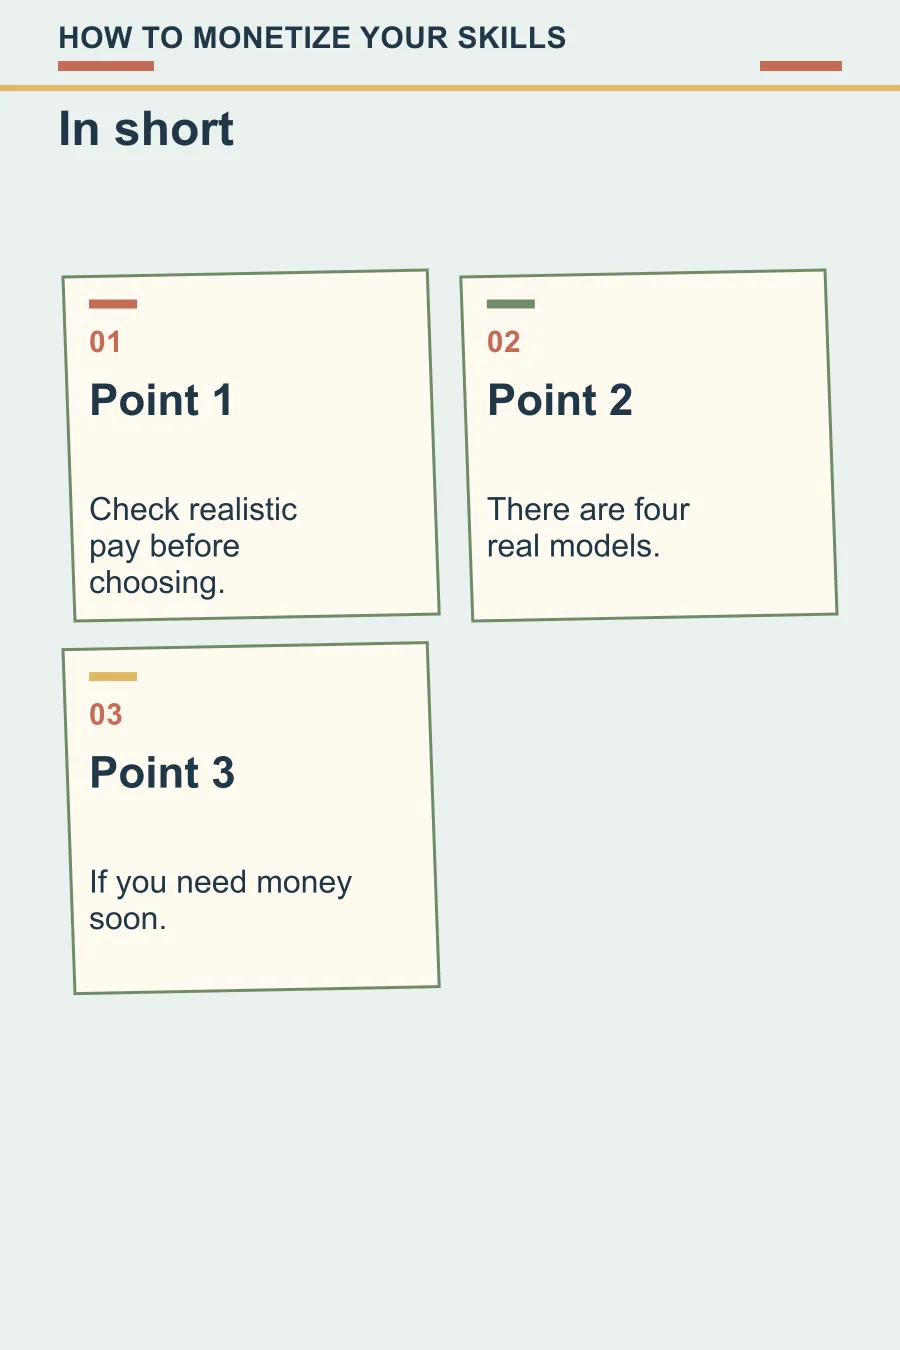 HOW TO MONETIZE YOUR SKILLS
In short
01
Point 1
Check realistic
pay before
choosing.
02
Point 2
There are four
real models.
03
Point 3
If you need money
soon.